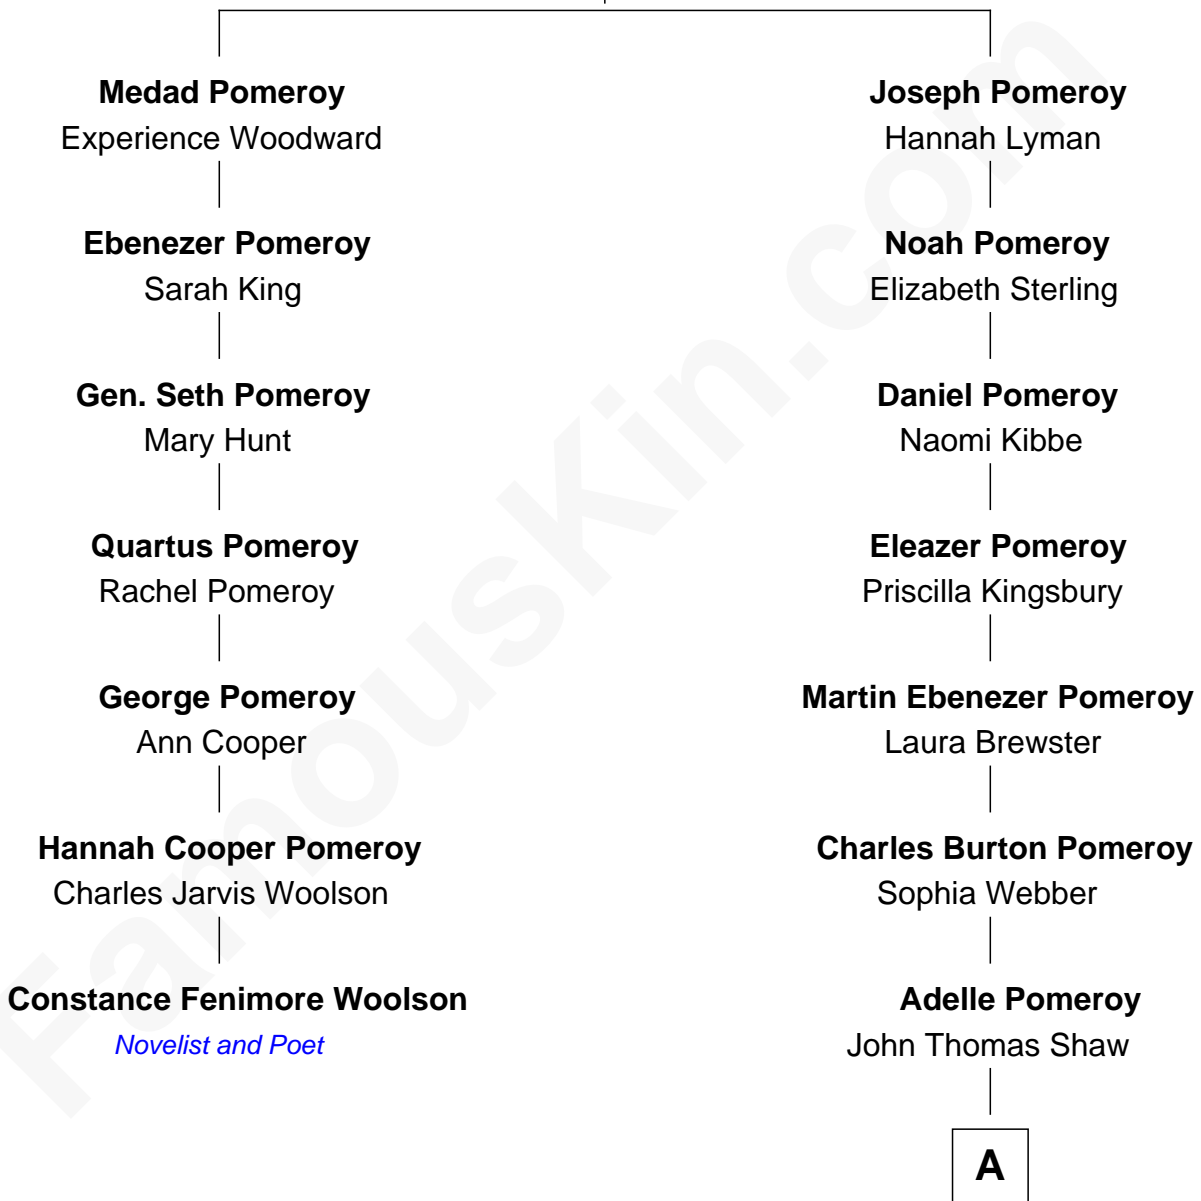 Medad Pomeroy
Experience Woodward
Joseph Pomeroy
Hannah Lyman
Ebenezer Pomeroy
Sarah King
Noah Pomeroy
Elizabeth Sterling
Gen. Seth Pomeroy
Mary Hunt
Daniel Pomeroy
Naomi Kibbe
Quartus Pomeroy
Rachel Pomeroy
Eleazer Pomeroy
Priscilla Kingsbury
George Pomeroy
Ann Cooper
Martin Ebenezer Pomeroy
Laura Brewster
Hannah Cooper Pomeroy
Charles Jarvis Woolson
Charles Burton Pomeroy
Sophia Webber
Constance Fenimore Woolson
Novelist and Poet
Adelle Pomeroy
John Thomas Shaw
A
FamousKin.com